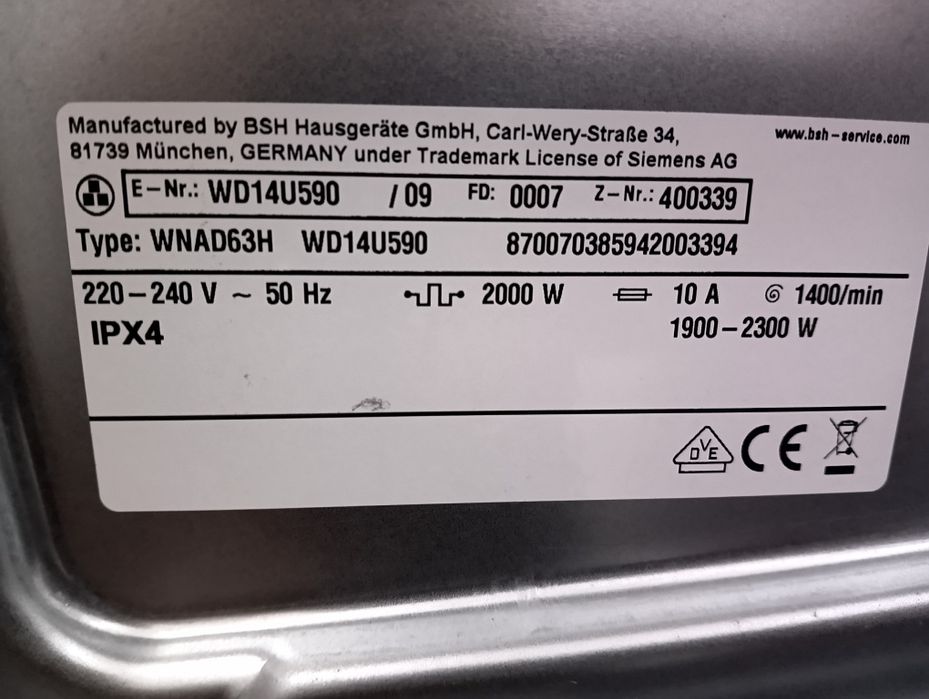 Manufactured by BSH Hausgeräte GmbH, Carl-Wery-Straße 34,
www.bsh-service.com
81739 München, GERMANY under Trademark License of Siemens AG
E-Nr.: WD14U590 /09 FD: 0007 Z-Nr.: 400339
Type: WNAD63H WD14U590 870070385942003394
220-240 V ~ 50 Hz 2000 W 10 A 1400/min
IPX4 1900-2300 W
DVE CE